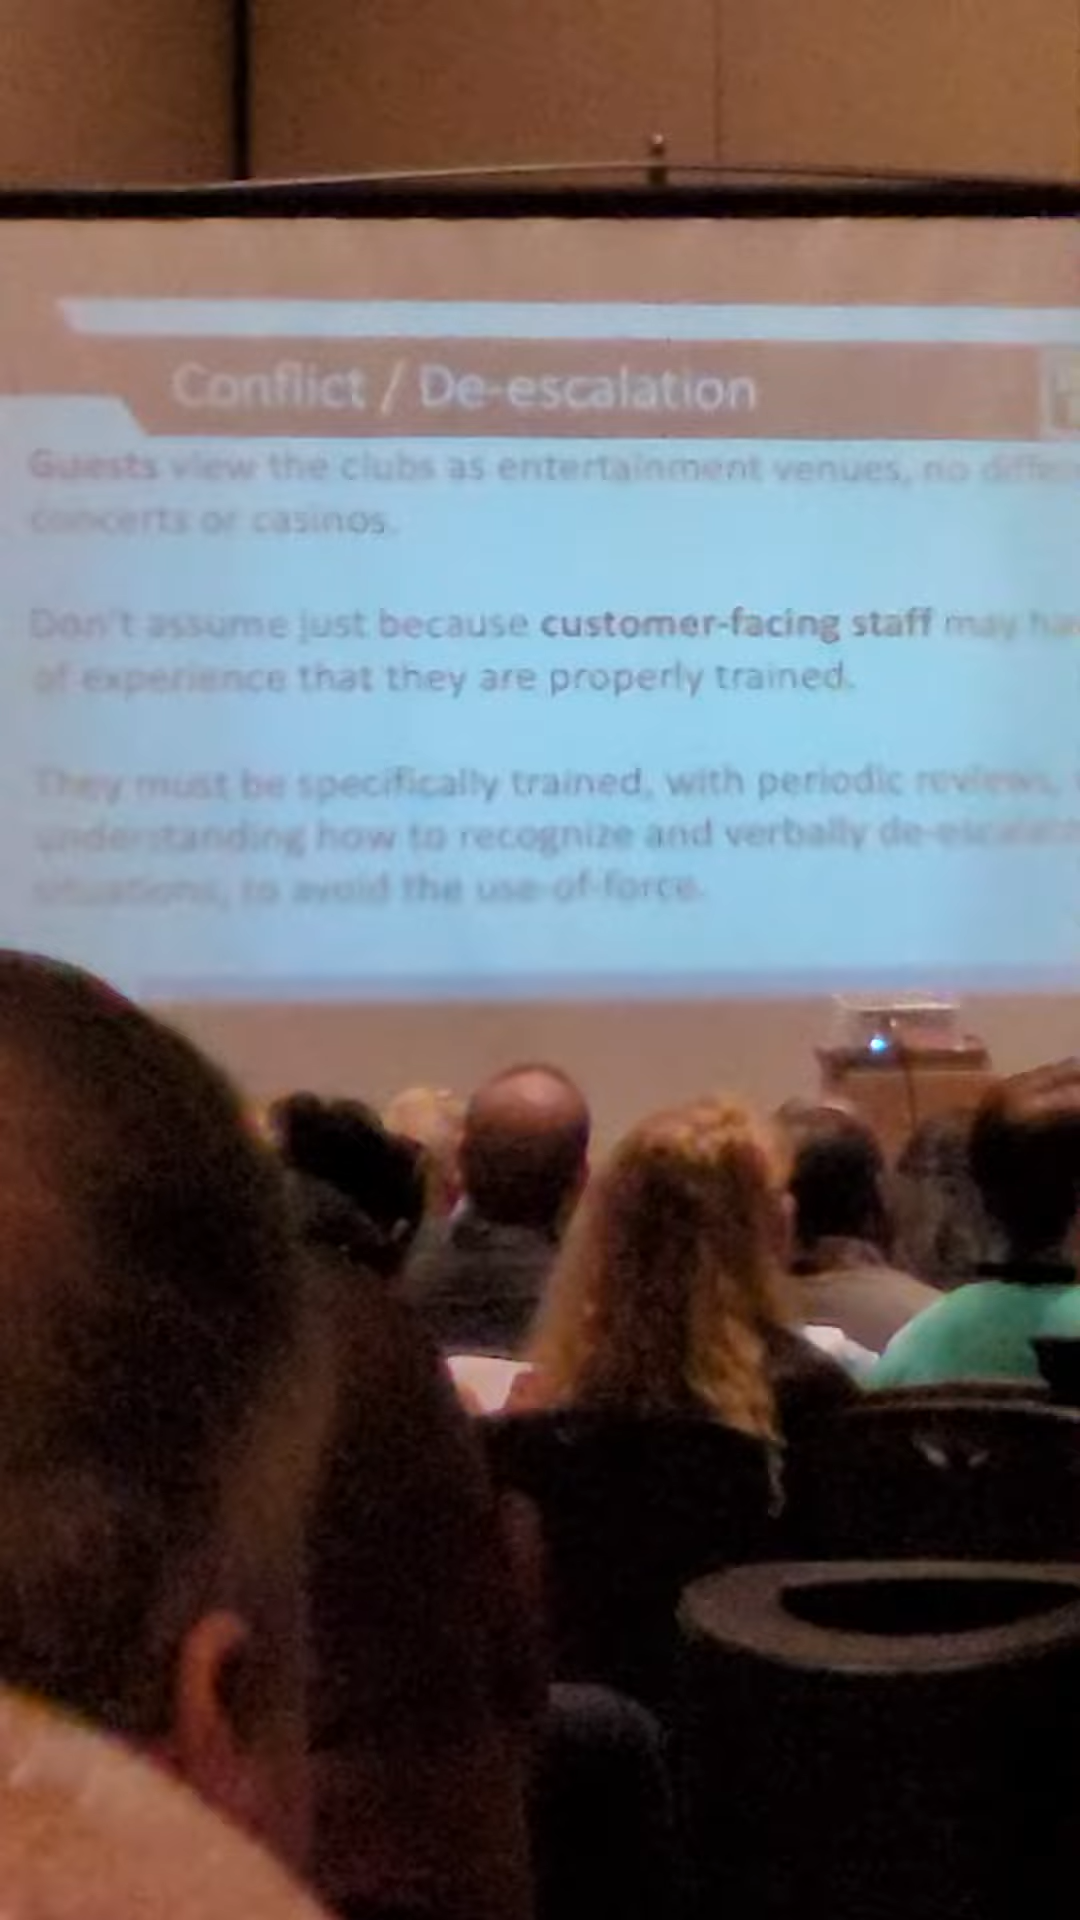 Conflict / De-escalation
Guests view the clubs as entertainment venues, no
concerts or casinos.
Don't assume just because customer-facing staff may
of experience that they are properly trained.
They must be specifically trained, with periodic reviews,
understanding how to recognize and verbally
situations, to avoid the use-of-force.